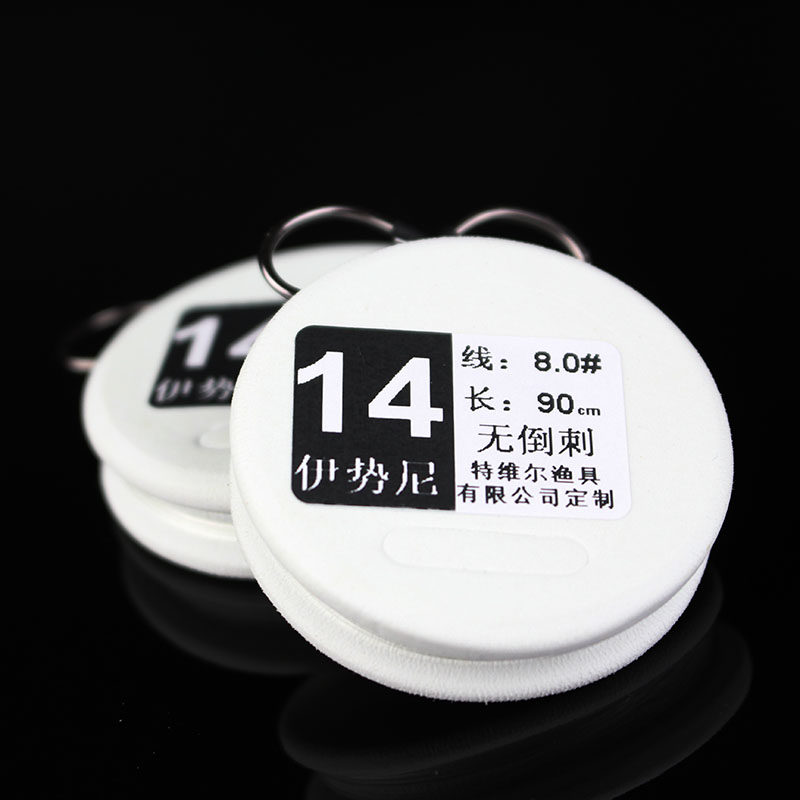 14
伊势尼
线：8.0#
长：90cm
无倒刺
特维尔渔具
有限公司定制
14
伊势